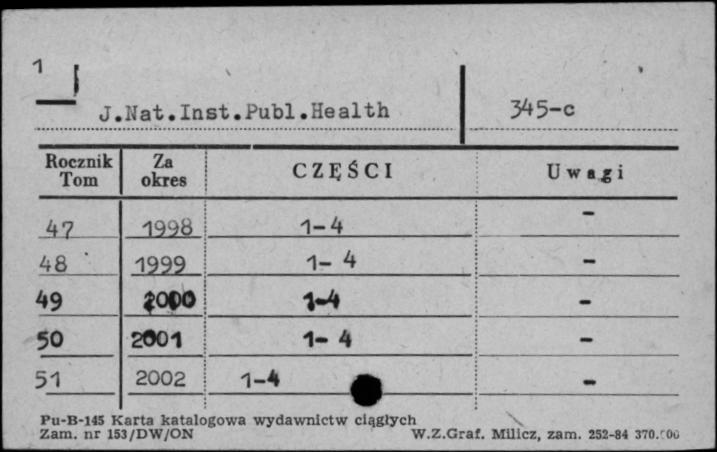 1
J.Nat.Inst.Publ.Health 345-c
Rocznik Tom Za okres CZĘŚCI Uwagi
47 1998 1-4 -
48 1999 1- 4 -
49 2000 1-4 -
50 2001 1- 4 -
51 2002 1-4 -
Pu-B-145 Karta katalogowa wydawnictw ciągłych
Zam. nr 153/DW/ON W.Z.Graf. Milicz, zam. 252-84 370.000